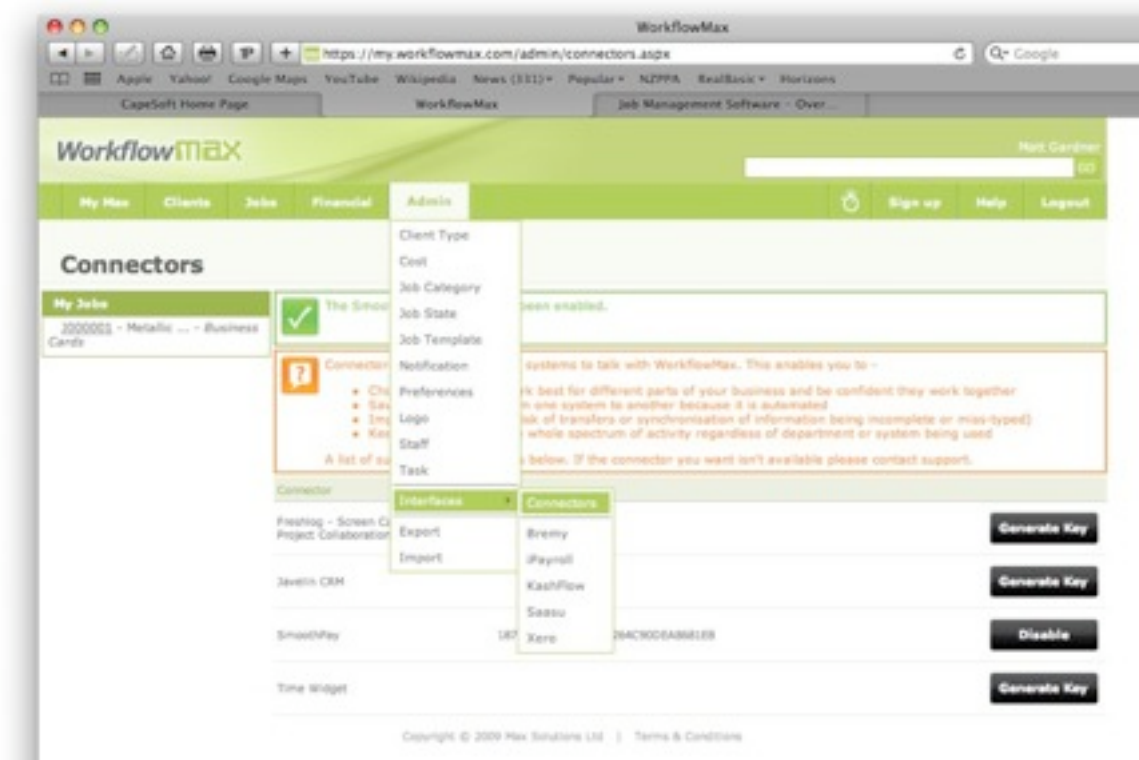 WorkflowMax
https://my.workflowmax.com/admin/connectors.aspx
Google
Apple Yahoo! Google Maps YouTube Wikipedia News (331) Popular NZPPA RealBasic Horizons
CapeSoft Home Page WorkflowMax Job Management Software - Over...
WorkflowMax
Matt Gardner
GO
My Max Clients Jobs Financial Admin Sign up Help Logout
Connectors
My Jobs
J000001 - Metallic ... - Business
Cards
Client Type
Cost
Job Category
Job State
Job Template
Notification
Preferences
Logo
Staff
Task
Interfaces
Export
Import
Connectors
Bremy
iPayroll
KashFlow
Saasu
Xero
The Smoo
been enabled.
Connector
systems to talk with WorkflowMax. This enables you to -
rk best for different parts of your business and be confident they work together
m one system to another because it is automated
sk of transfers or synchronisation of information being incomplete or miss-typed)
whole spectrum of activity regardless of department or system being used
A list of su
s below. If the connector you want isn't available please contact support.
Connector
Freshlog - Screen Ca
Project Collaboration
Generate Key
Javelin CRM
Generate Key
SmoothPay
Disable
Time Widget
Generate Key
Copyright © 2009 Max Solutions Ltd | Terms & Conditions